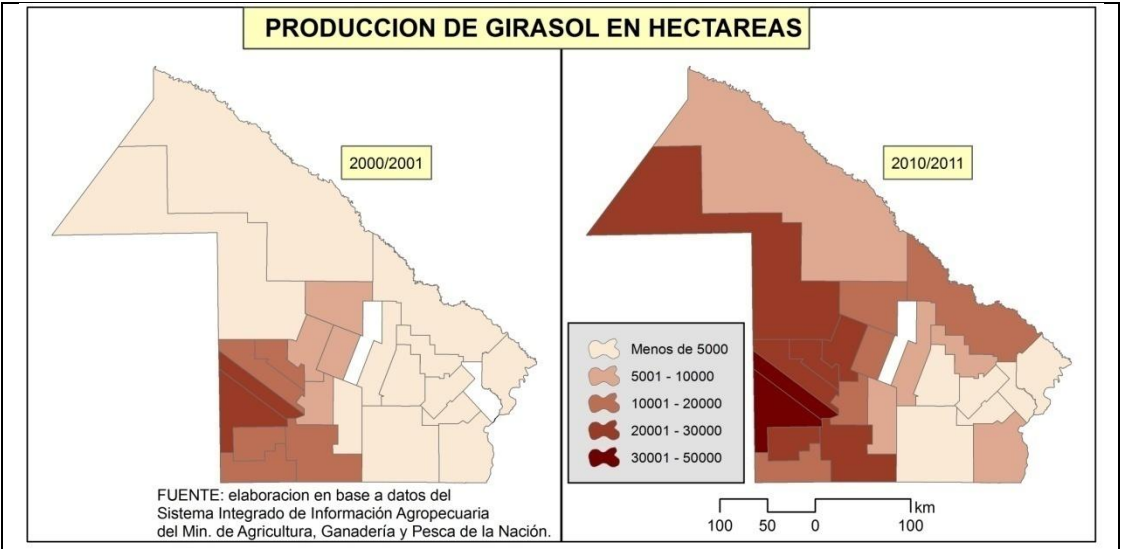 PRODUCCION DE GIRASOL EN HECTAREAS
2000/2001
2010/2011
Menos de 5000
5001 - 10000
10001 - 20000
20001 - 30000
30001 - 50000
FUENTE: elaboracion en base a datos del
Sistema Integrado de Información Agropecuaria
del Min. de Agricultura, Ganadería y Pesca de la Nación.
km
100 50 0 100